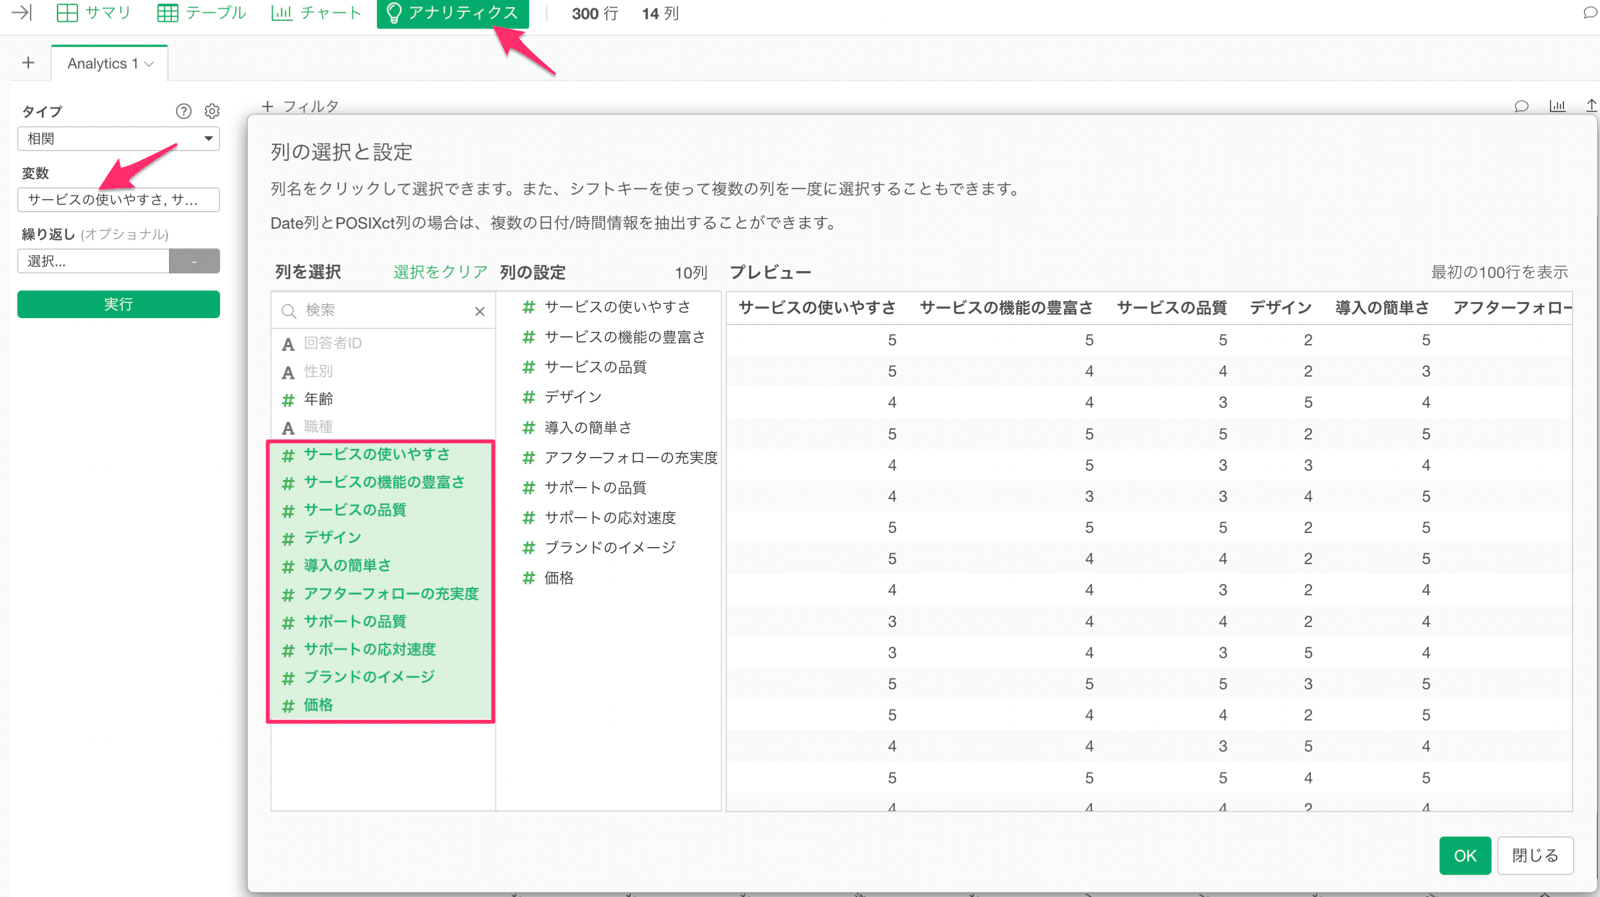 サマリ テーブル チャート アナリティクス 300 行 14 列
+ Analytics 1
タイプ ?
+ フィルタ
相関
変数
サービスの使いやすさ, サ...
繰り返し (オプショナル)
選択... -
実行
列の選択と設定
列名をクリックして選択できます。また、シフトキーを使って複数の列を一度に選択することもできます。
Date列とPOSIXct列の場合は、複数の日付/時間情報を抽出することができます。
列を選択 選択をクリア
検索 ×
A 回答者ID
A 性別
# 年齢
A 職種
# サービスの使いやすさ
# サービスの機能の豊富さ
# サービスの品質
# デザイン
# 導入の簡単さ
# アフターフォローの充実度
# サポートの品質
# サポートの応対速度
# ブランドのイメージ
# 価格
列の設定 10列
# サービスの使いやすさ
# サービスの機能の豊富さ
# サービスの品質
# デザイン
# 導入の簡単さ
# アフターフォローの充実度
# サポートの品質
# サポートの応対速度
# ブランドのイメージ
# 価格
プレビュー 最初の100行を表示
サービスの使いやすさ サービスの機能の豊富さ サービスの品質 デザイン 導入の簡単さ アフターフォロー
5 5 5 2 5
5 4 4 2 3
4 4 3 5 4
5 5 5 2 5
4 5 3 3 4
4 3 3 4 5
5 5 5 2 5
5 4 4 2 5
4 4 3 2 4
3 4 4 2 4
3 4 3 5 4
5 5 5 3 5
5 4 4 2 5
4 4 3 5 4
5 5 5 4 5
4 4 4 2 4
OK 閉じる